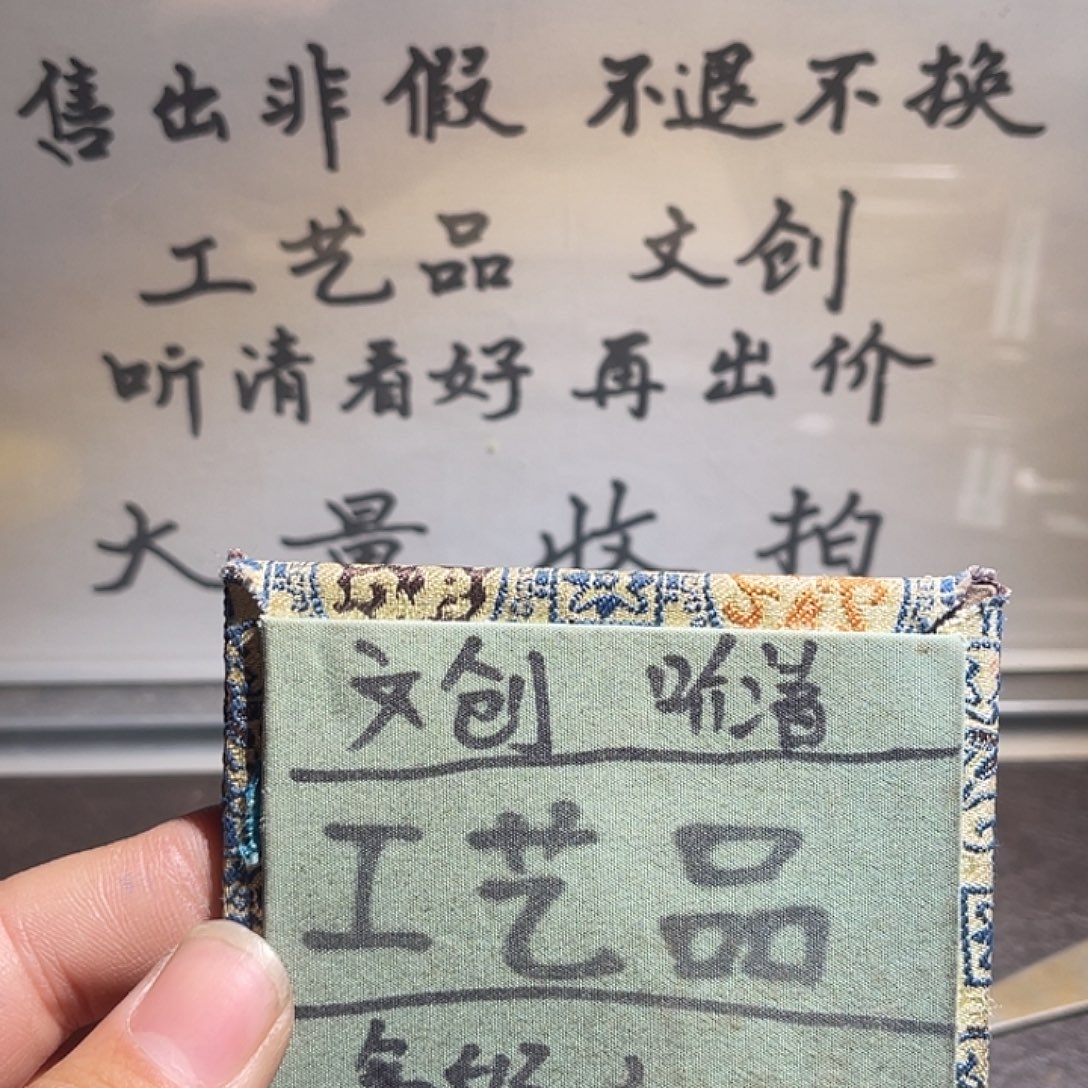 售出非假 不退不换
工艺品 文创
听清看好再出价
大量收拍
文创 听清
工艺品